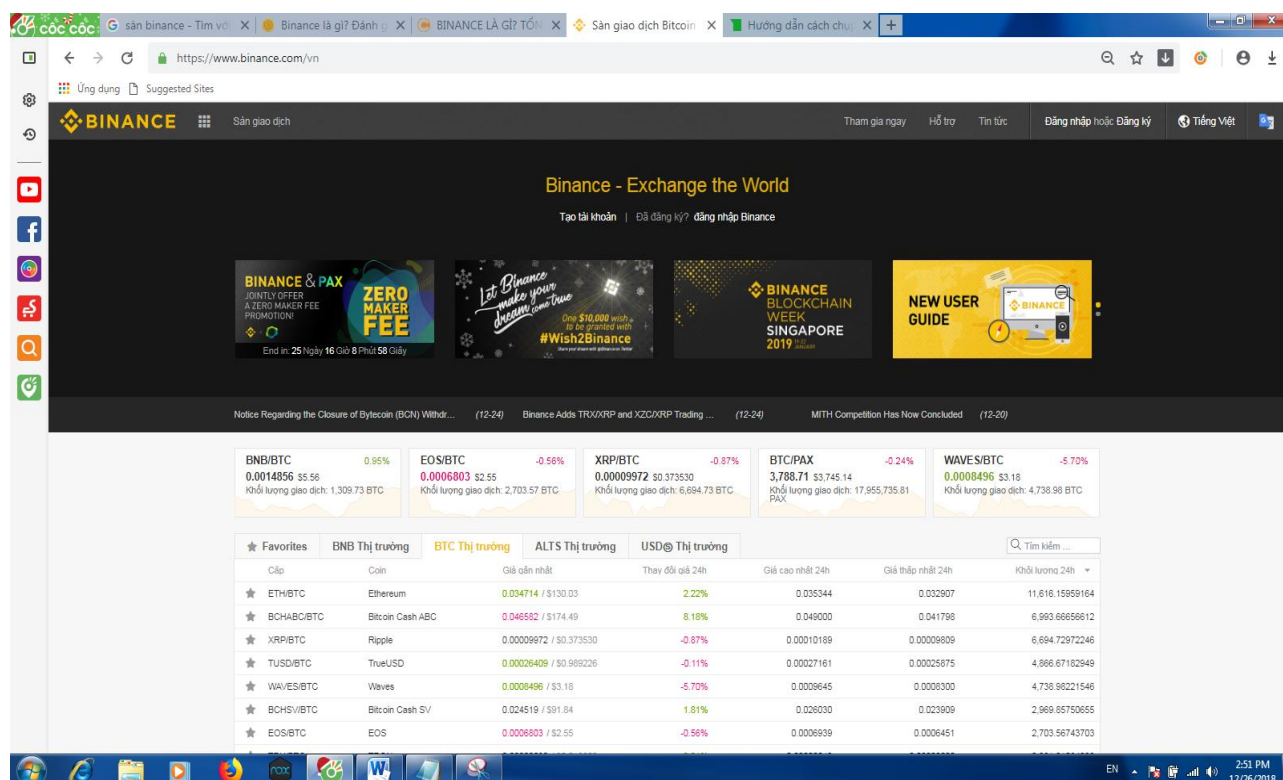 cốc cốc
sàn binance - Tìm với
Binance là gì? Đánh g
BINANCE LÀ GÌ? TỔN
Sàn giao dịch Bitcoin
Hướng dẫn cách chụp
https://www.binance.com/vn
Ứng dụng Suggested Sites
BINANCE Sàn giao dịch Tham gia ngay Hỗ trợ Tin tức Đăng nhập hoặc Đăng ký Tiếng Việt
Binance - Exchange the World
Tạo tài khoản | Đã đăng ký? đăng nhập Binance
BINANCE & PAX
JOINTLY OFFER
A ZERO MAKER FEE
PROMOTION!
ZERO
MAKER
FEE
End in: 25 Ngày 16 Giờ 8 Phút 58 Giây
Let Binance
make your
dream come true
One $10,000 wish
to be granted with
#Wish2Binance
BINANCE
BLOCKCHAIN
WEEK
SINGAPORE
2019
NEW USER
GUIDE
BINANCE
Notice Regarding the Closure of Bytecoin (BCN) Withdr... (12-24) Binance Adds TRX/XRP and XZC/XRP Trading ... (12-24) MITH Competition Has Now Concluded (12-20)
BNB/BTC 0.95%
0.0014856 $5.56
Khối lượng giao dịch: 1,309.73 BTC
EOS/BTC -0.56%
0.0006803 $2.55
Khối lượng giao dịch: 2,703.57 BTC
XRP/BTC -0.87%
0.00009972 $0.373530
Khối lượng giao dịch: 6,694.73 BTC
BTC/PAX -0.24%
3,788.71 $3,745.14
Khối lượng giao dịch: 17,955,735.81
PAX
WAVES/BTC -5.70%
0.0008496 $3.18
Khối lượng giao dịch: 4,738.98 BTC
Favorites BNB Thị trường BTC Thị trường ALTS Thị trường USDⓈ Thị trường Tìm kiếm ...
Cặp Coin Giá gần nhất Thay đổi giá 24h Giá cao nhất 24h Giá thấp nhất 24h Khối lượng 24h
ETH/BTC Ethereum 0.034714 / $130.03 2.22% 0.035344 0.032907 11,616.15959164
BCHABC/BTC Bitcoin Cash ABC 0.046582 / $174.49 8.18% 0.049000 0.041798 6,993.66656612
XRP/BTC Ripple 0.00009972 / $0.373530 -0.87% 0.00010189 0.00009809 6,694.72972246
TUSD/BTC TrueUSD 0.00026409 / $0.989226 -0.11% 0.00027161 0.00025875 4,866.67182949
WAVES/BTC Waves 0.0008496 / $3.18 -5.70% 0.0009645 0.0008300 4,738.98221546
BCHSV/BTC Bitcoin Cash SV 0.024519 / $91.84 1.81% 0.026030 0.023909 2,969.85750655
EOS/BTC EOS 0.0006803 / $2.55 -0.56% 0.0006939 0.0006451 2,703.56743703
nox
W
EN
2:51 PM
12/26/2018